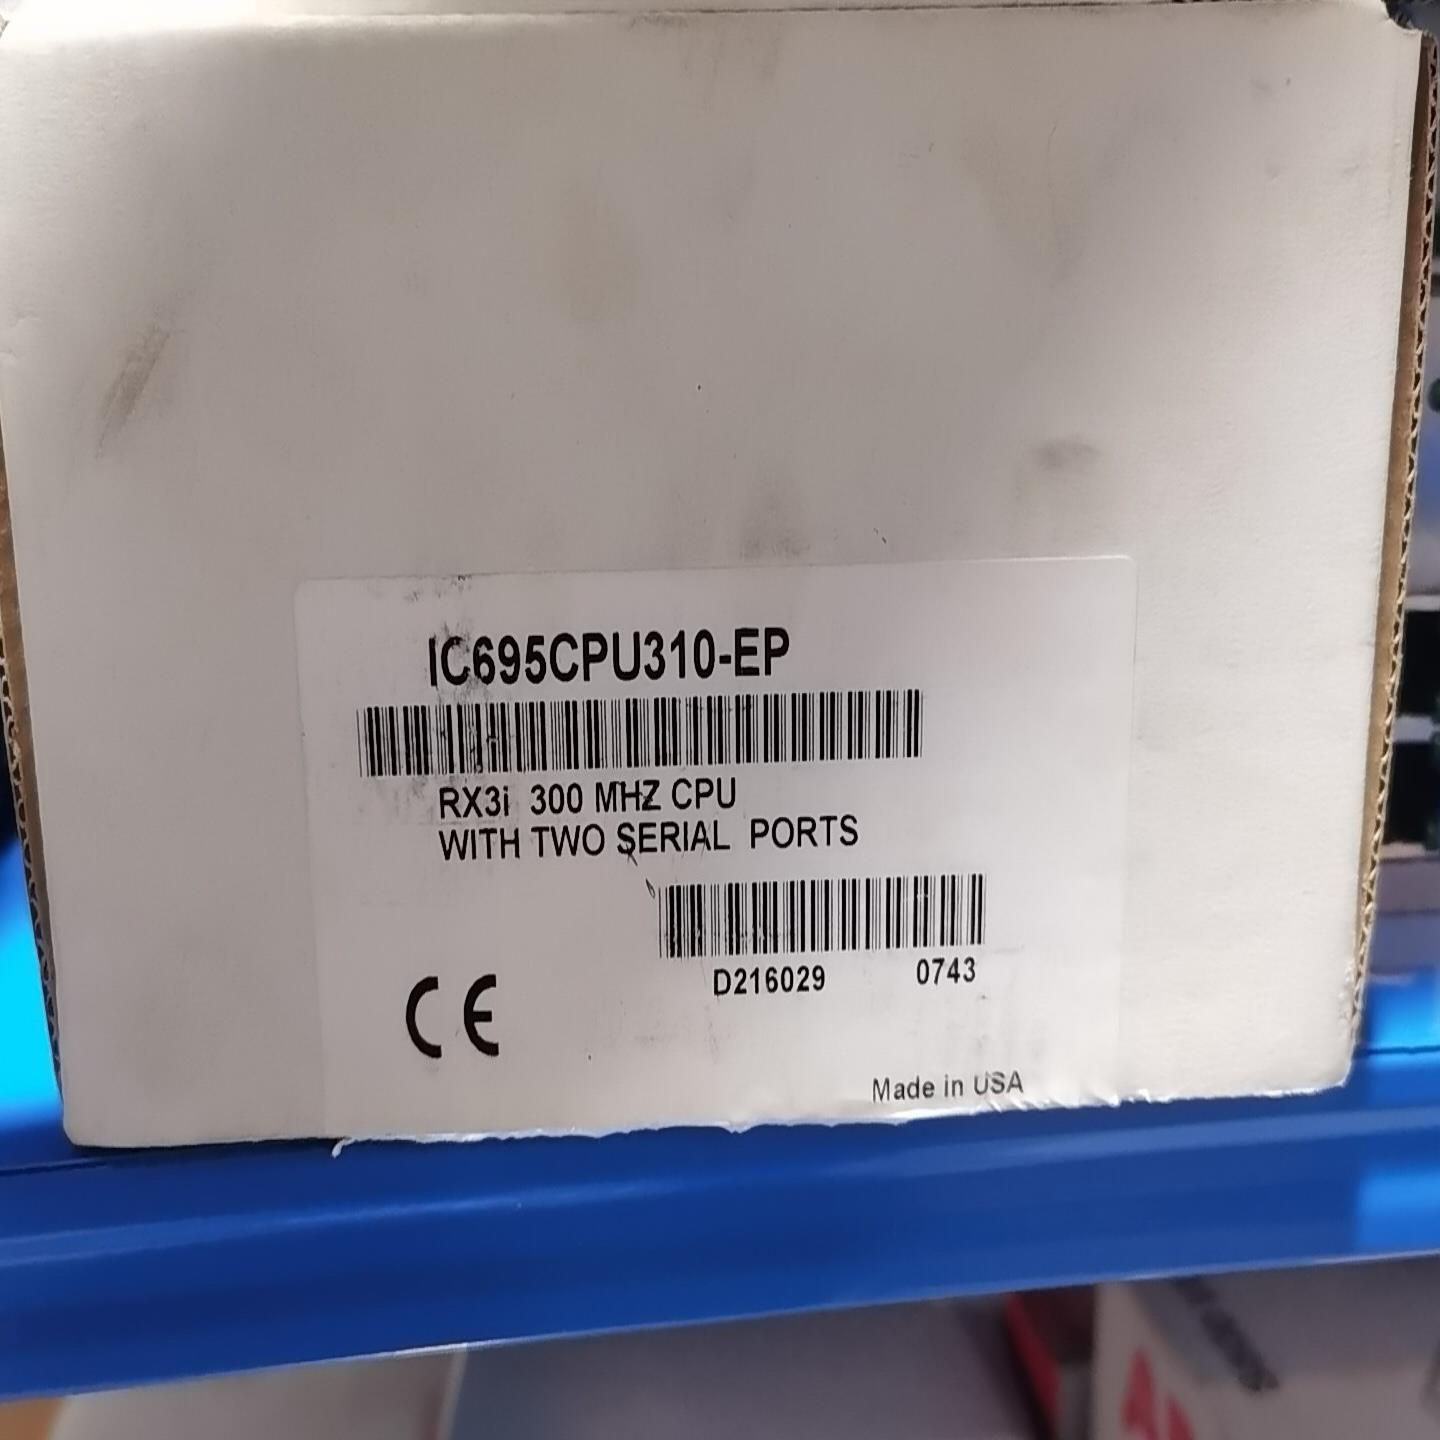 IC695CPU310-EP
RX3i 300 MHZ CPU
WITH TWO SERIAL PORTS
D216029 0743
CE
Made in USA